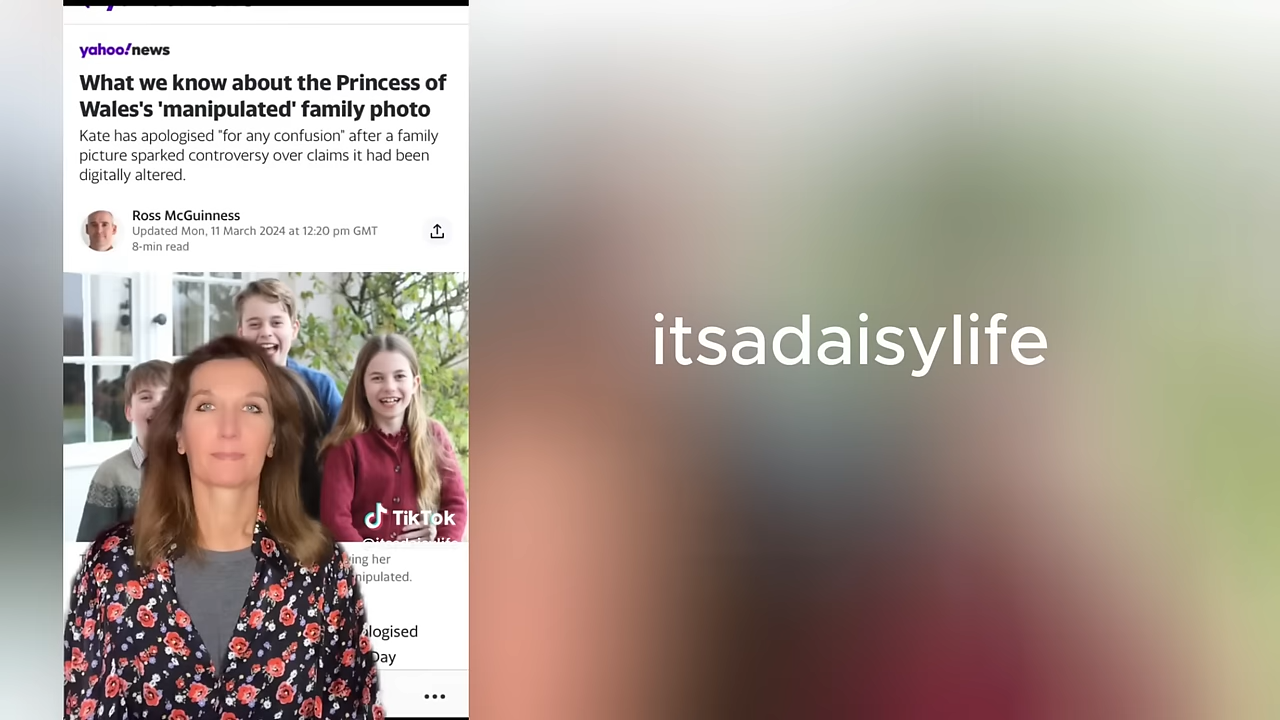 yahoo!news
What we know about the Princess of
Wales's 'manipulated' family photo
Kate has apologised "for any confusion" after a family
picture sparked controversy over claims it had been
digitally altered.
Ross McGuinness
Updated Mon, 11 March 2024 at 12:20 pm GMT
8-min read
itsadaisylife
TikTok
@itsadaisylife
her
Day